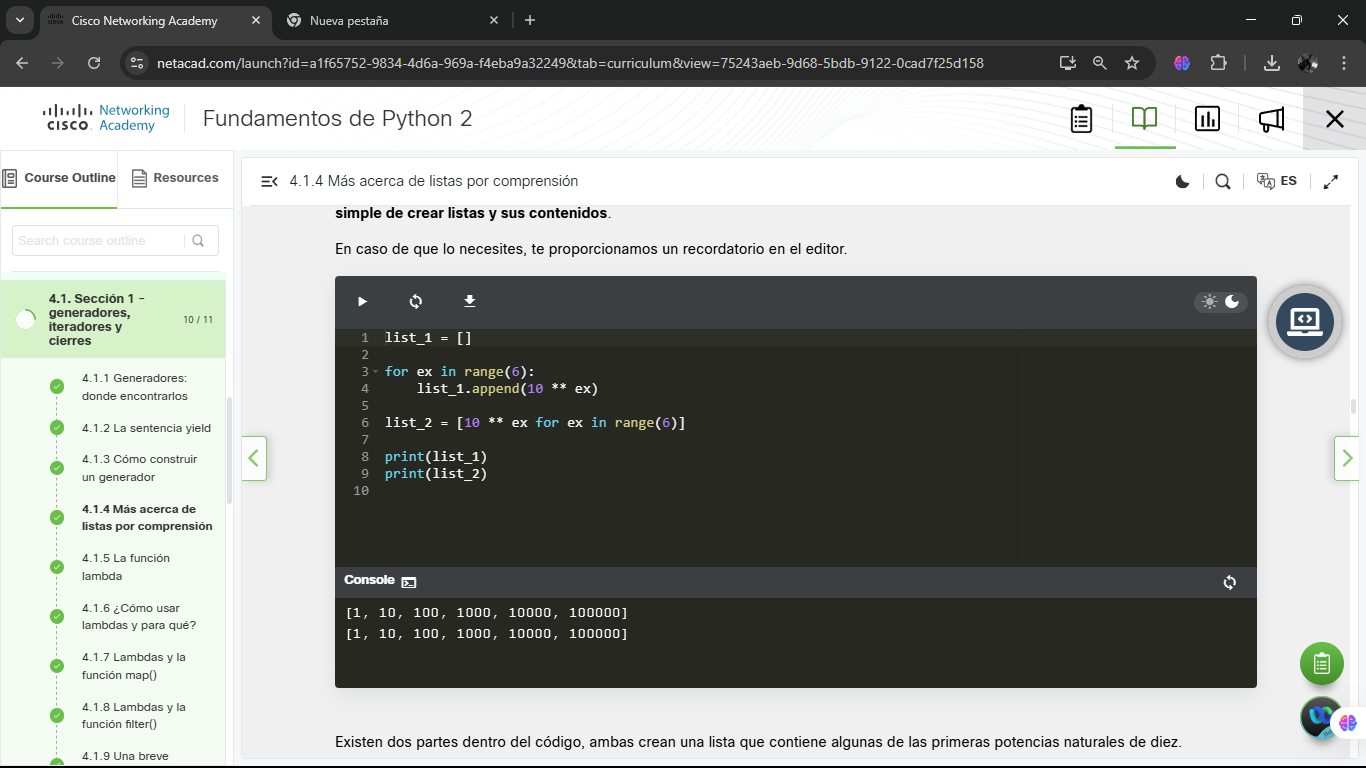 Cisco Networking Academy
Nueva pestaña
netacad.com/launch?id=a1f65752-9834-4d6a-969a-f4eba9a32249&tab=curriculum&view=75243aeb-9d68-5bdb-9122-0cad7f25d158
Networking
CISCO. Academy
Fundamentos de Python 2
Course Outline
Resources
4.1.4 Más acerca de listas por comprensión
ES
Search course outline
4.1. Sección 1 -
generadores,
iteradores y
cierres
10 / 11
4.1.1 Generadores:
donde encontrarlos
4.1.2 La sentencia yield
4.1.3 Cómo construir
un generador
4.1.4 Más acerca de
listas por comprensión
4.1.5 La función
lambda
4.1.6 ¿Cómo usar
lambdas y para qué?
4.1.7 Lambdas y la
función map()
4.1.8 Lambdas y la
función filter()
4.1.9 Una breve
simple de crear listas y sus contenidos.
En caso de que lo necesites, te proporcionamos un recordatorio en el editor.
1 list_1 = []
2
3 for ex in range(6):
4     list_1.append(10 ** ex)
5
6 list_2 = [10 ** ex for ex in range(6)]
7
8 print(list_1)
9 print(list_2)
10
Console
[1, 10, 100, 1000, 10000, 100000]
[1, 10, 100, 1000, 10000, 100000]
Existen dos partes dentro del código, ambas crean una lista que contiene algunas de las primeras potencias naturales de diez.